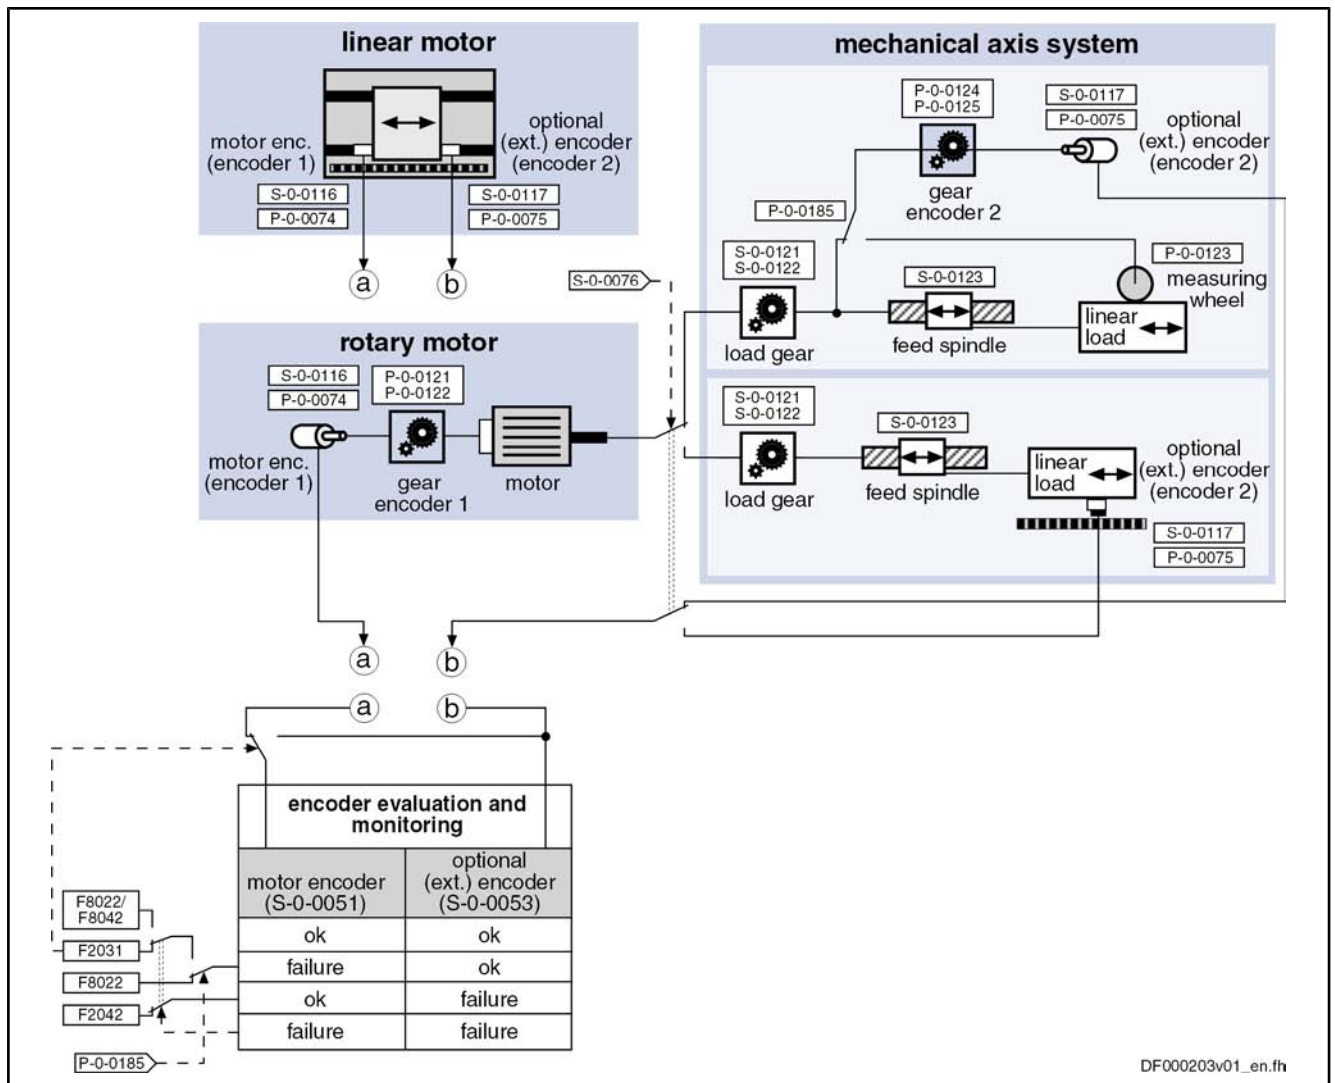 linear motor
motor enc.
(encoder 1)
optional
(ext.) encoder
(encoder 2)
S-0-0116
P-0-0074
S-0-0117
P-0-0075
a
b
mechanical axis system
P-0-0124
P-0-0125
S-0-0117
P-0-0075
optional
(ext.) encoder
(encoder 2)
gear
encoder 2
P-0-0185
S-0-0121
S-0-0122
load gear
S-0-0123
feed spindle
P-0-0123
measuring
wheel
linear
load
S-0-0076
rotary motor
S-0-0116
P-0-0074
P-0-0121
P-0-0122
motor enc.
(encoder 1)
gear
encoder 1
motor
S-0-0121
S-0-0122
load gear
S-0-0123
feed spindle
linear
load
optional
(ext.) encoder
(encoder 2)
S-0-0117
P-0-0075
a
b
a
b
encoder evaluation and
monitoring
motor encoder
(S-0-0051)
optional
(ext.) encoder
(S-0-0053)
ok
ok
failure
ok
ok
failure
failure
failure
F8022/
F8042
F2031
F8022
F2042
P-0-0185
DF000203v01_en.fh